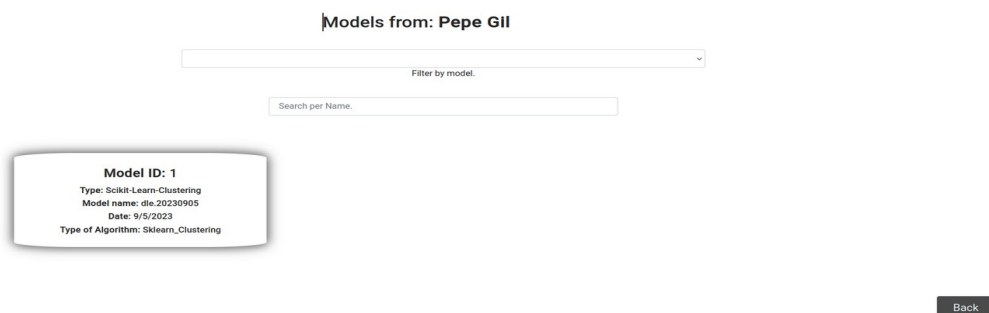 Models from: Pepe Gil
Filter by model.
Search per Name.
Model ID: 1
Type: Scikit-Learn-Clustering
Model name: dle.20230905
Date: 9/5/2023
Type of Algorithm: Sklearn_Clustering
Back